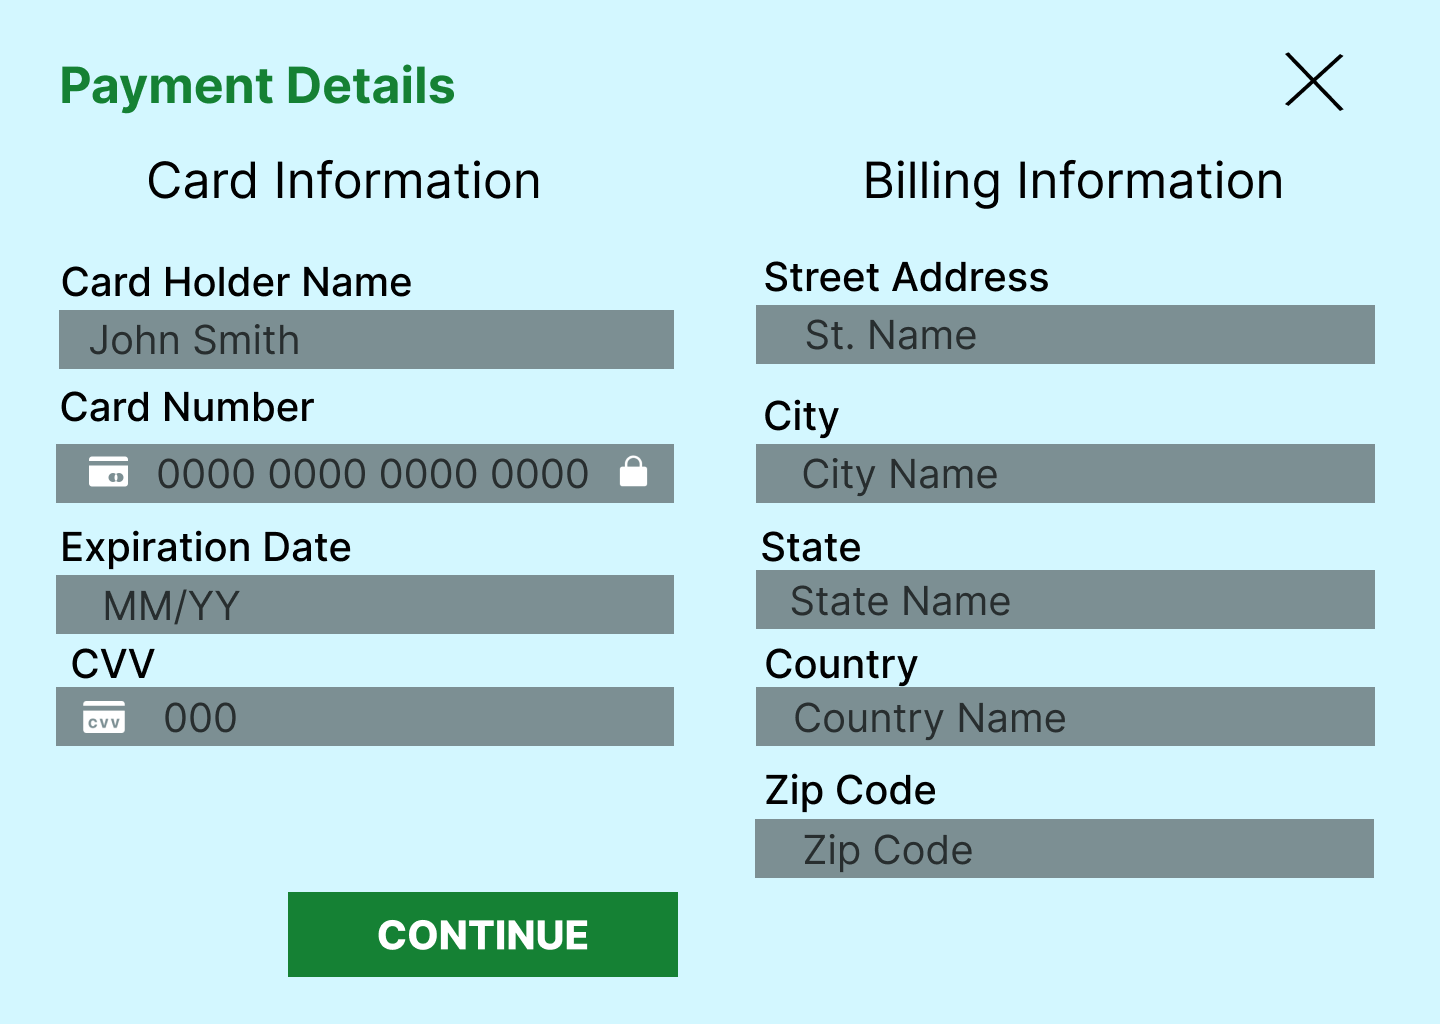 Payment Details
Card Information
Card Holder Name
John Smith
Card Number
0000 0000 0000 0000
Expiration Date
MM/YY
CVV
cvv 000
CONTINUE
Billing Information
Street Address
St. Name
City
City Name
State
State Name
Country
Country Name
Zip Code
Zip Code